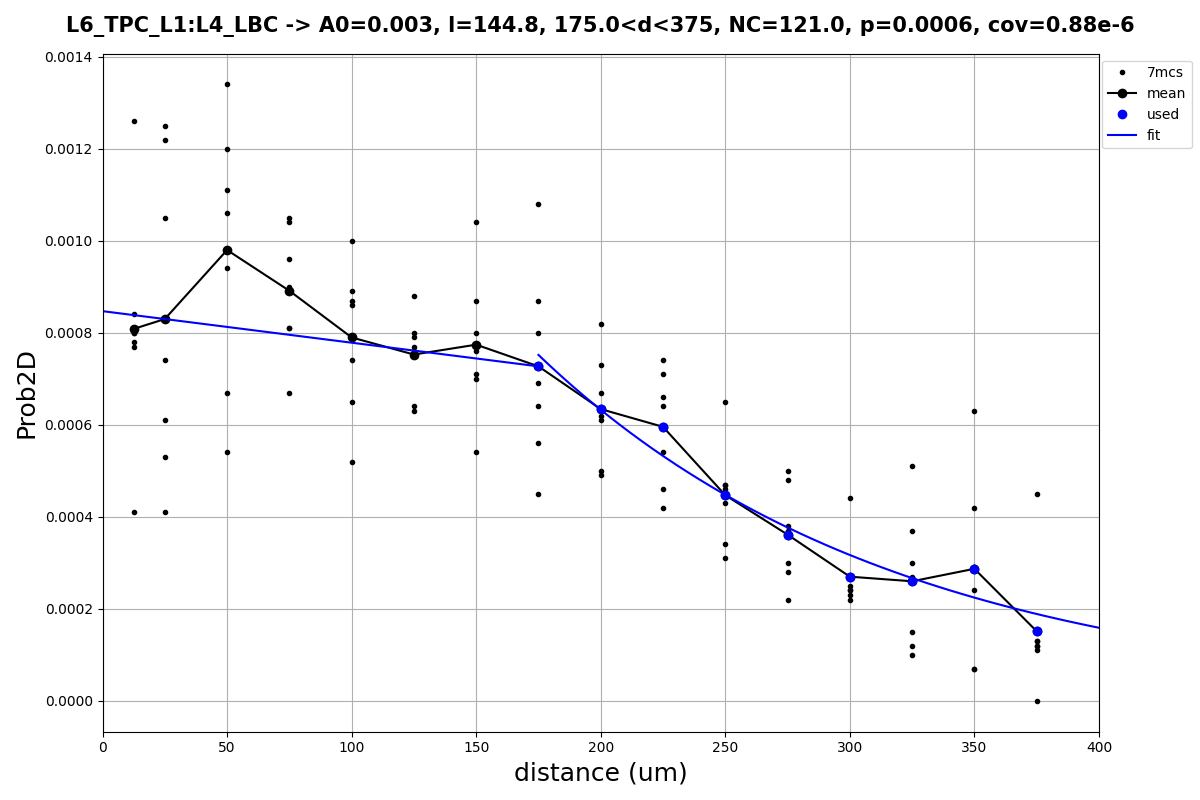 L6_TPC_L1:L4_LBC -> A0=0.003, l=144.8, 175.0<d<375, NC=121.0, p=0.0006, cov=0.88e-6
7mcs
mean
used
fit
Prob2D
0.0014
0.0012
0.0010
0.0008
0.0006
0.0004
0.0002
0.0000
0 50 100 150 200 250 300 350 400
distance (um)